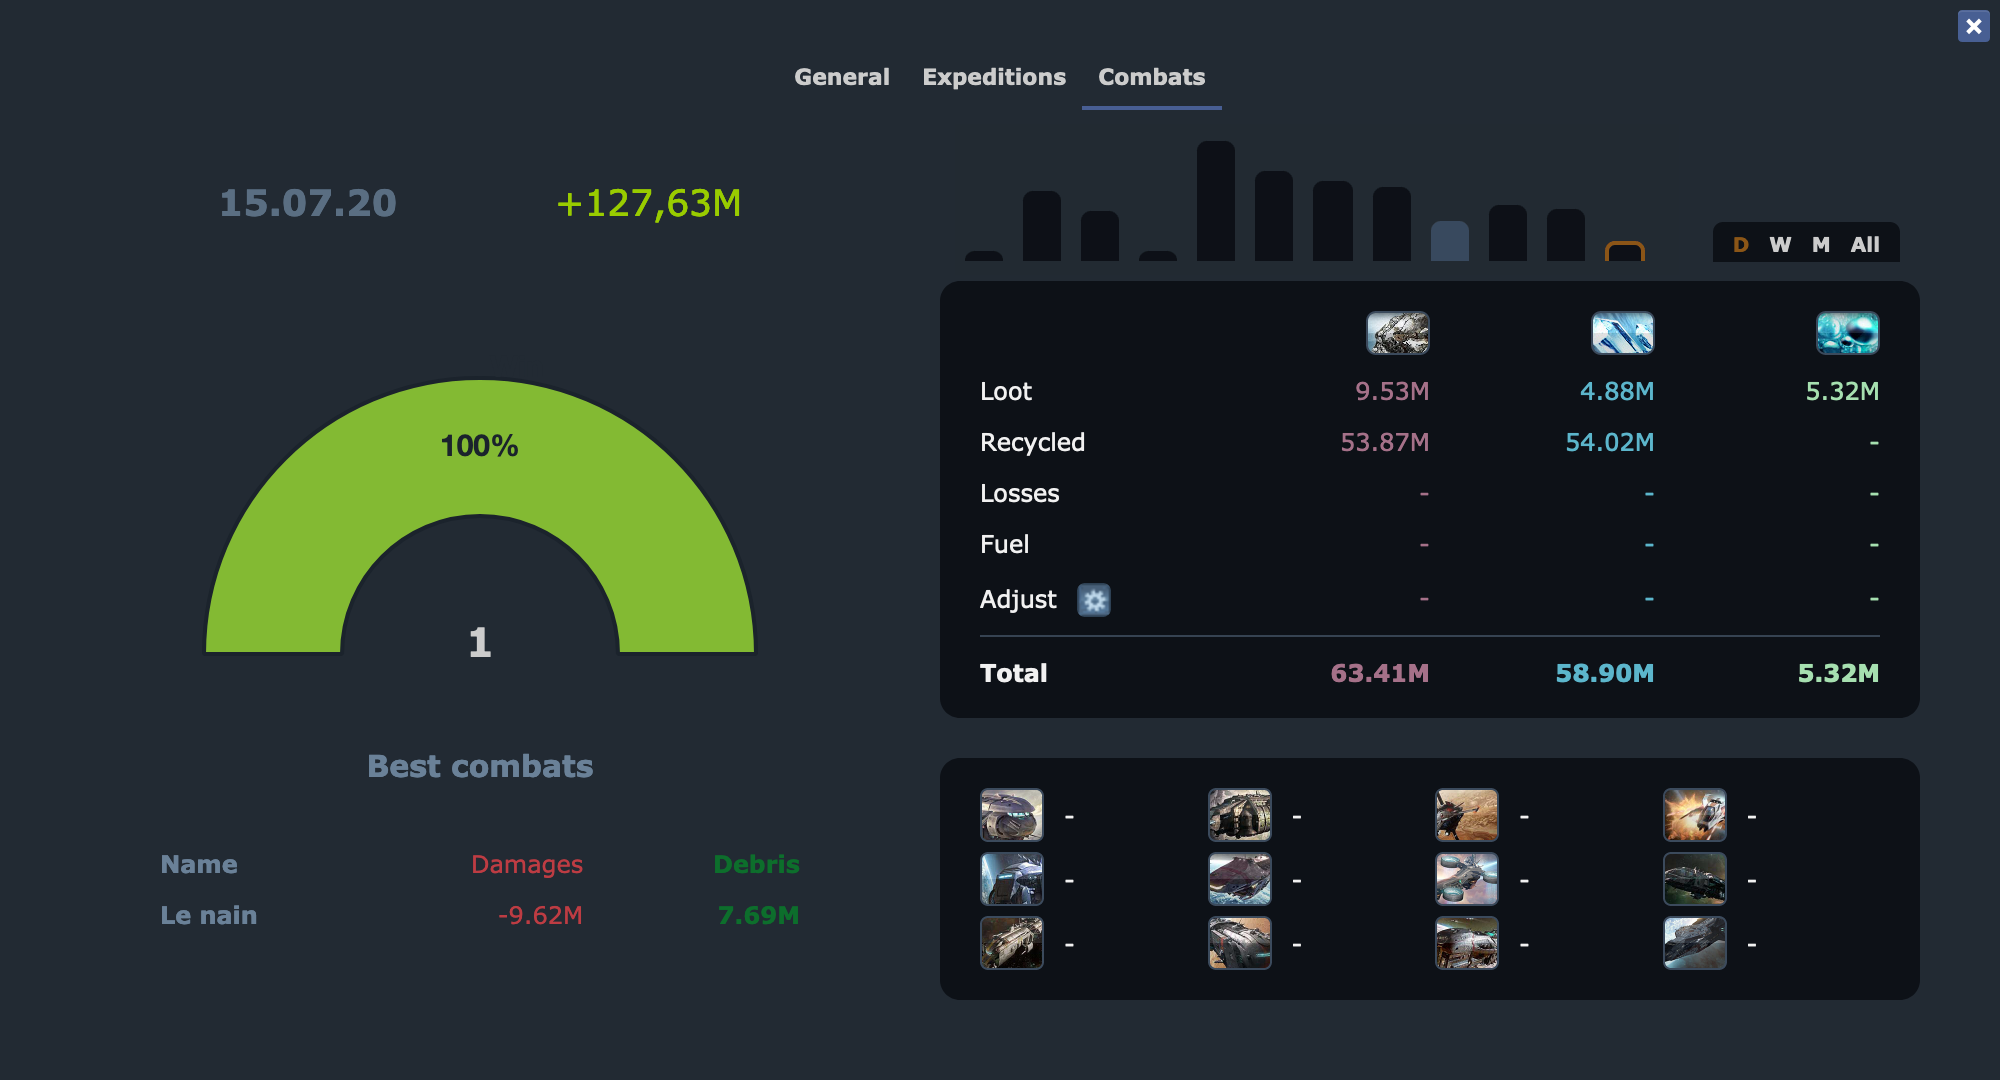 General Expeditions Combats
15.07.20 +127,63M
D W M All
100%
1
Loot 9.53M 4.88M 5.32M
Recycled 53.87M 54.02M -
Losses - - -
Fuel - - -
Adjust - - -
Total 63.41M 58.90M 5.32M
Best combats
Name Damages Debris
Le nain -9.62M 7.69M
- - - -
- - - -
- - - -